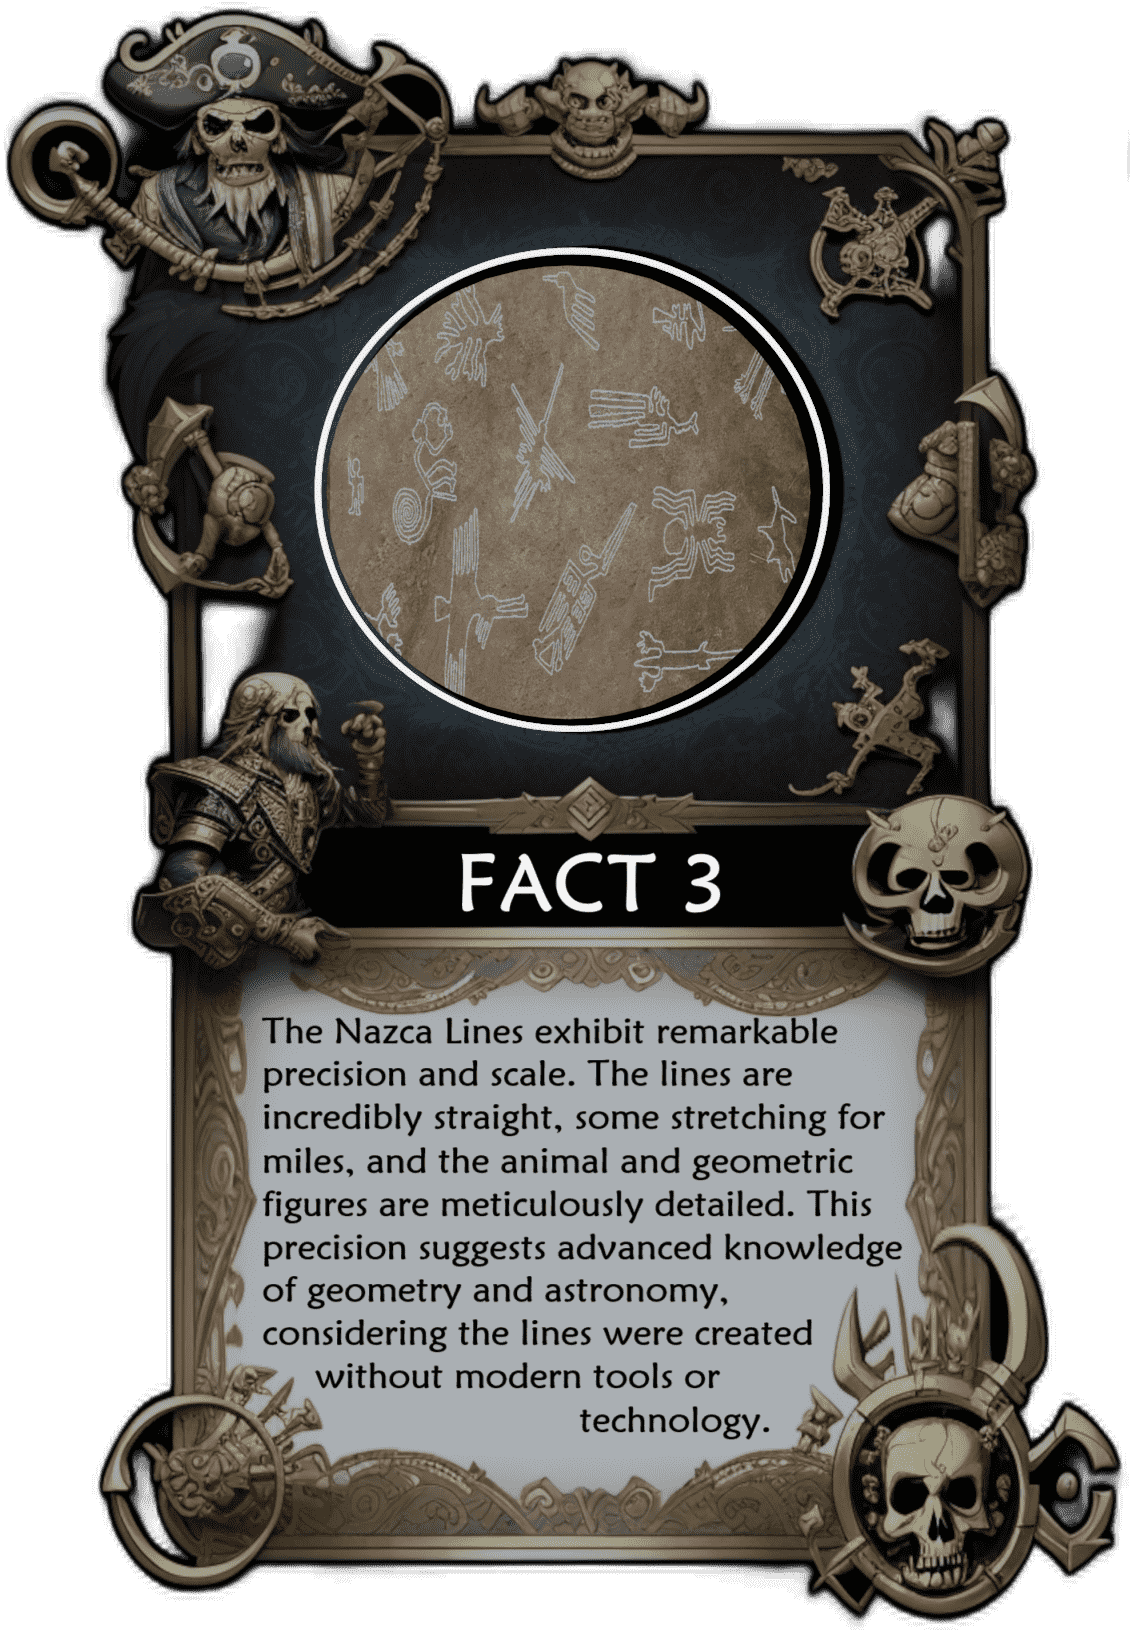 FACT 3
The Nazca Lines exhibit remarkable
precision and scale. The lines are
incredibly straight, some stretching for
miles, and the animal and geometric
figures are meticulously detailed. This
precision suggests advanced knowledge
of geometry and astronomy,
considering the lines were created
without modern tools or
technology.